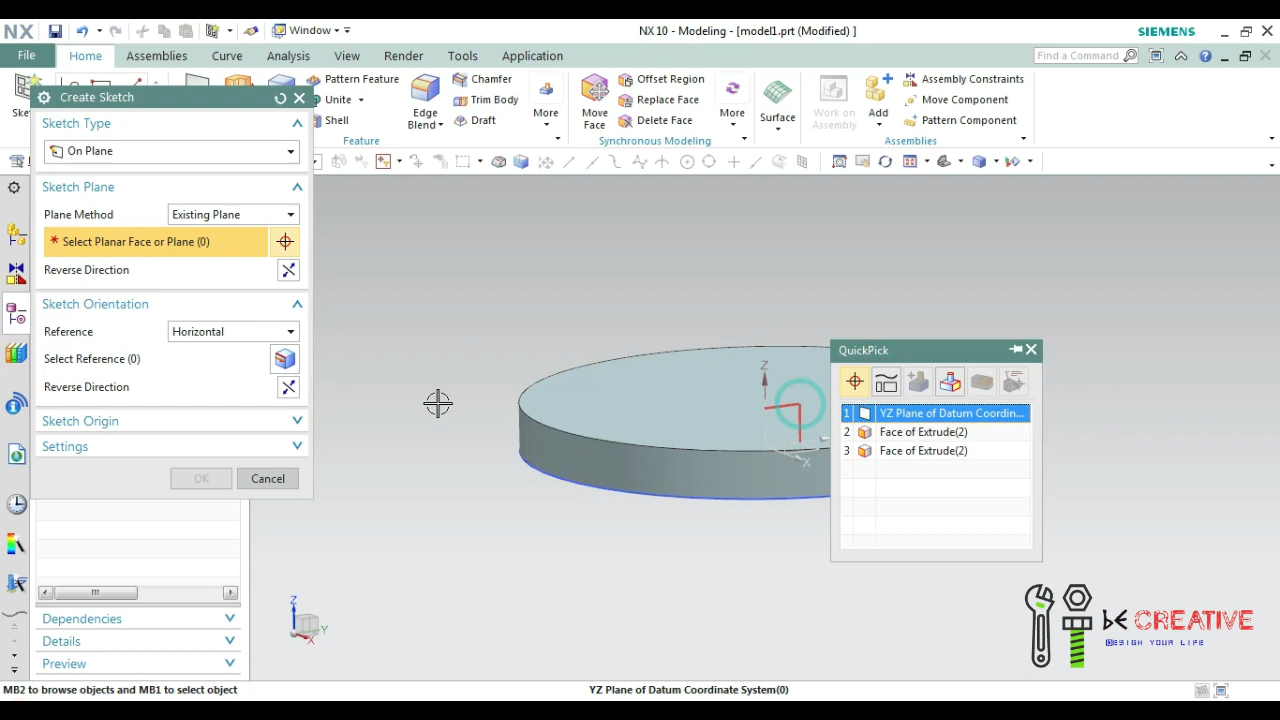 NX
Window
NX 10 - Modeling - [model1.prt (Modified) ]
SIEMENS
File
Home
Assemblies
Curve
Analysis
View
Render
Tools
Application
Find a Command
Pattern Feature
Unite
Shell
Edge
Blend
Chamfer
Trim Body
Draft
More
Feature
Move
Face
Offset Region
Replace Face
Delete Face
More
Synchronous Modeling
Surface
Work on
Assembly
Add
Assembly Constraints
Move Component
Pattern Component
Assemblies
Create Sketch
Sketch Type
On Plane
Sketch Plane
Plane Method
Existing Plane
* Select Planar Face or Plane (0)
Reverse Direction
Sketch Orientation
Reference
Horizontal
Select Reference (0)
Reverse Direction
Sketch Origin
Settings
OK
Cancel
Dependencies
Details
Preview
Z
X
Z
Y
X
QuickPick
1 YZ Plane of Datum Coordin...
2 Face of Extrude(2)
3 Face of Extrude(2)
bE CREATIVE
DESIGN YOUR LIFE
MB2 to browse objects and MB1 to select object
YZ Plane of Datum Coordinate System(0)